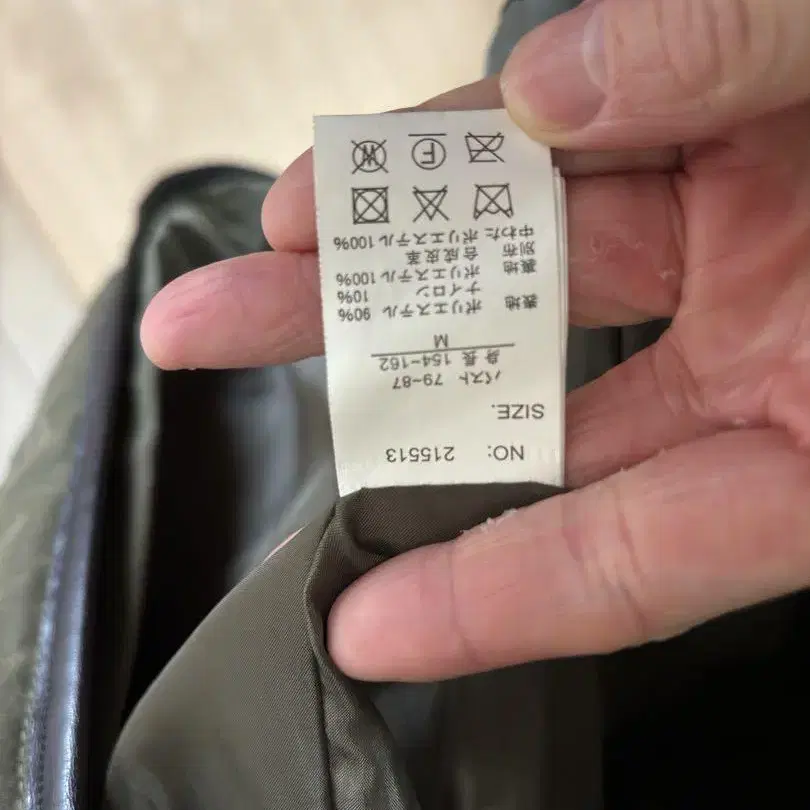 NO: 215513
SIZE.
バスト 79-87
身長 154-162
M
表地 ポリエステル 90%
ナイロン 10%
裏地 ポリエステル 100%
別布 合成皮革
中わた ポリエステル 100%
F
W